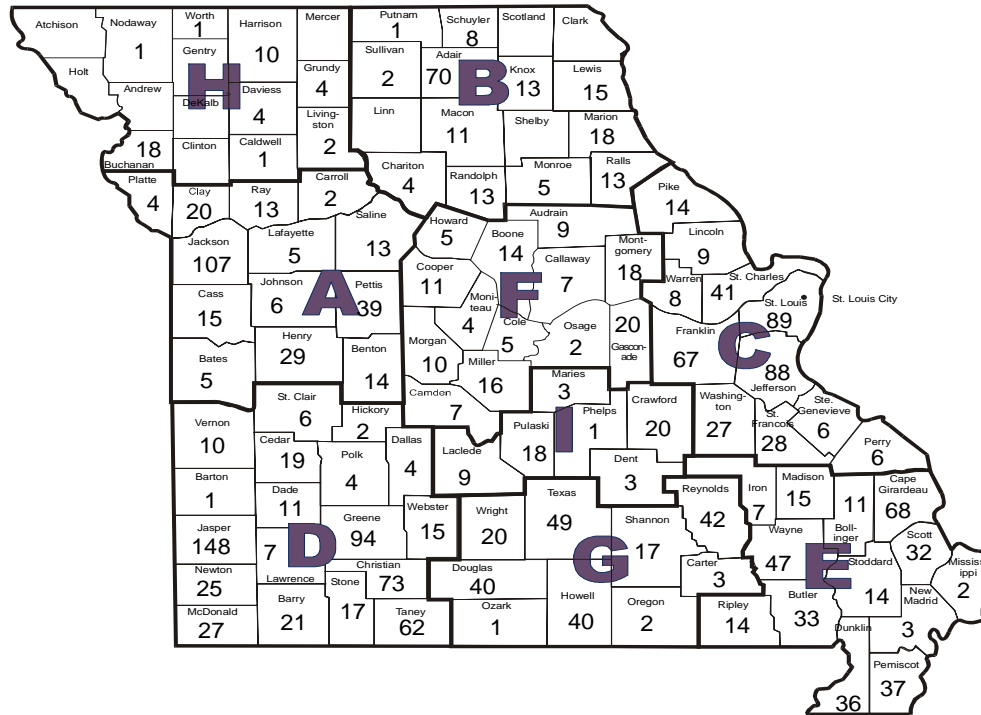 Atchison
Nodaway
1
Worth
1
Harrison
10
Mercer
Putnam
1
Schuyler
8
Scotland
Clark
Holt
Andrew
Gentry
H
DeKalb
Daviess
4
Grundy
4
Sullivan
2
Adair
70
B
Knox
13
Lewis
15
18
Buchanan
Clinton
Caldwell
1
Living-
ston
2
Linn
Macon
11
Shelby
Marion
18
Chariton
4
Randolph
13
Monroe
5
Ralls
13
Platte
4
Clay
20
Ray
13
Carroll
2
Saline
13
Howard
5
Boone
14
Audrain
9
Pike
14
Jackson
107
Lafayette
5
Johnson
6
A
Pettis
39
Cooper
11
Moni-
teau
4
F
Callaway
7
Mont-
gomery
18
Lincoln
9
Warren
8
St. Charles
41
St. Louis
89
St. Louis City
Cass
15
Henry
29
Bates
5
Benton
14
Morgan
10
Cole
5
Osage
2
20
Gascon-
ade
Franklin
67
C
88
Jefferson
Miller
16
Camden
7
Maries
3
Phelps
1
I
Pulaski
18
Crawford
20
Dent
3
Washing-
ton
27
St.
Francois
28
Ste.
Genevieve
6
Perry
6
Vernon
10
St. Clair
6
Hickory
2
Cedar
19
Polk
4
Dallas
4
Laclede
9
Barton
1
Dade
11
Greene
94
Webster
15
Wright
20
Texas
49
Shannon
17
Reynolds
42
Iron
7
Madison
15
11
Boll-
inger
Cape
Girardeau
68
Jasper
148
7
Lawrence
D
Christian
73
Douglas
40
G
Carter
3
Wayne
47
E
Stoddard
14
Scott
32
Mississ
ippi
2
Newton
25
McDonald
27
Barry
21
Stone
17
Taney
62
Ozark
1
Howell
40
Oregon
2
Ripley
14
Butler
33
New
Madrid
3
Dunklin
36
Pemiscot
37